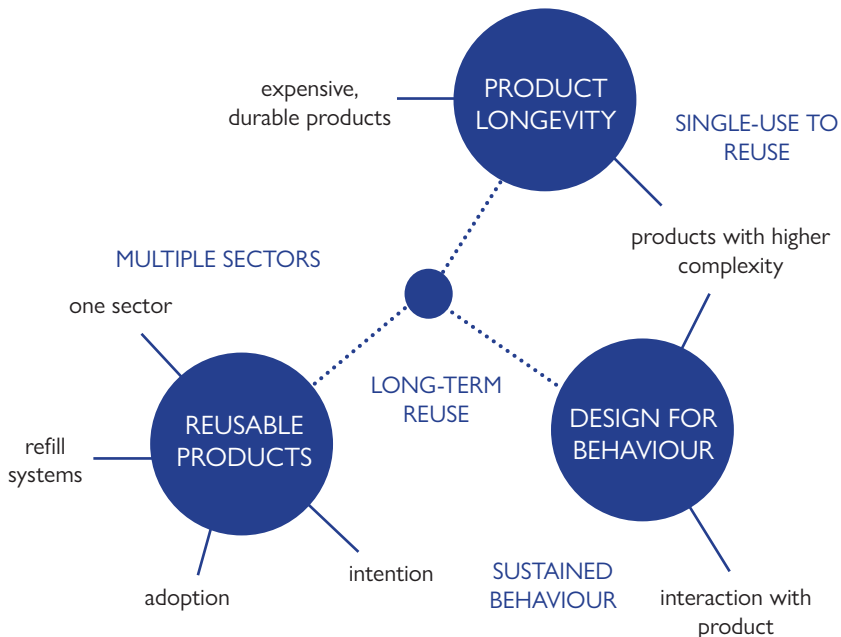 PRODUCT
LONGEVITY
expensive,
durable products
SINGLE-USE TO
REUSE
products with higher
complexity
MULTIPLE SECTORS
one sector
LONG-TERM
REUSE
REUSABLE
PRODUCTS
DESIGN FOR
BEHAVIOUR
refill
systems
intention
adoption
SUSTAINED
BEHAVIOUR
interaction with
product